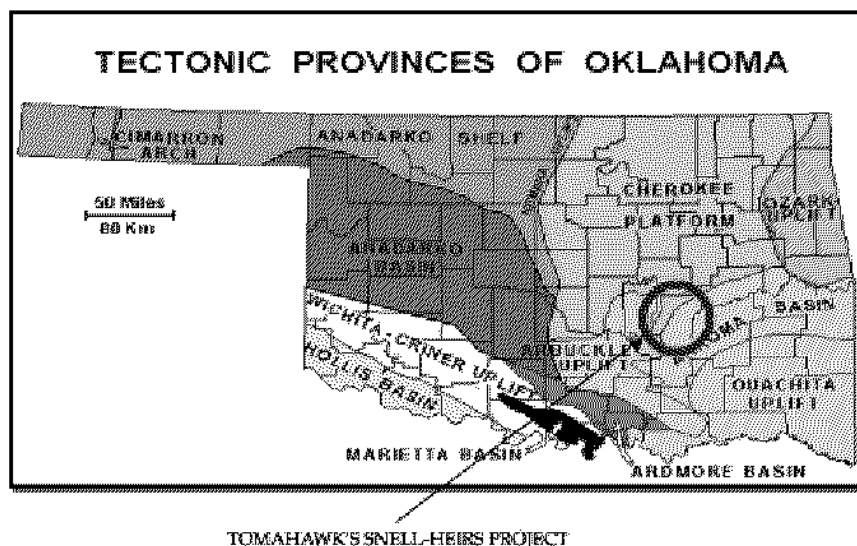 TECTONIC PROVINCES OF OKLAHOMA
CIMARRON
ARCH
ANADARKO SHELF
50 Miles
80 Km
CHEROKEE
PLATFORM
OZARK
UPLIFT
ANADARKO
BASIN
WICHITA-CRINER UPLIFT
HOLLIS BASIN
ARBUCKLE
UPLIFT
ARKOMA BASIN
OUACHITA
UPLIFT
MARIETTA BASIN
ARDMORE BASIN
TOMAHAWK'S SNELL-HEIRS PROJECT